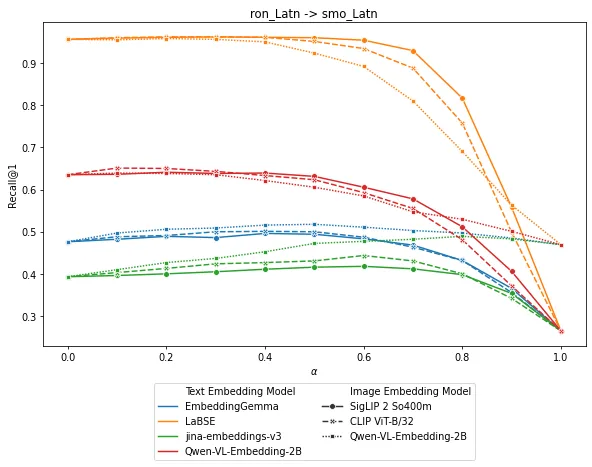 ron_Latn -> smo_Latn
Recall@1
0.9
0.8
0.7
0.6
0.5
0.4
0.3
0.0 0.2 0.4 0.6 0.8 1.0
α
Text Embedding Model Image Embedding Model
EmbeddingGemma SigLIP 2 So400m
LaBSE CLIP ViT-B/32
jina-embeddings-v3 Qwen-VL-Embedding-2B
Qwen-VL-Embedding-2B